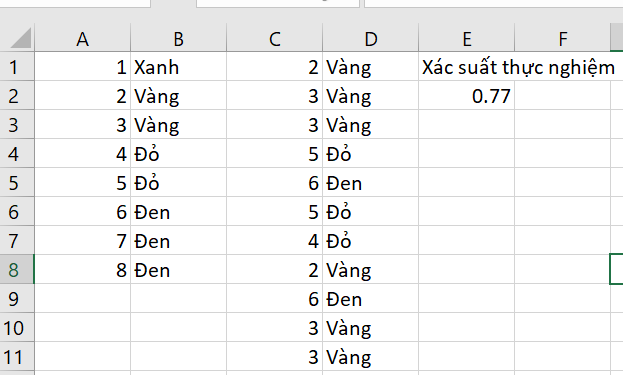 A B C D E F
1 1 Xanh 2 Vàng Xác suất thực nghiệm
2 2 Vàng 3 Vàng 0.77
3 3 Vàng 3 Vàng
4 4 Đỏ 5 Đỏ
5 5 Đỏ 6 Đen
6 6 Đen 5 Đỏ
7 7 Đen 4 Đỏ
8 8 Đen 2 Vàng
9 6 Đen
10 3 Vàng
11 3 Vàng